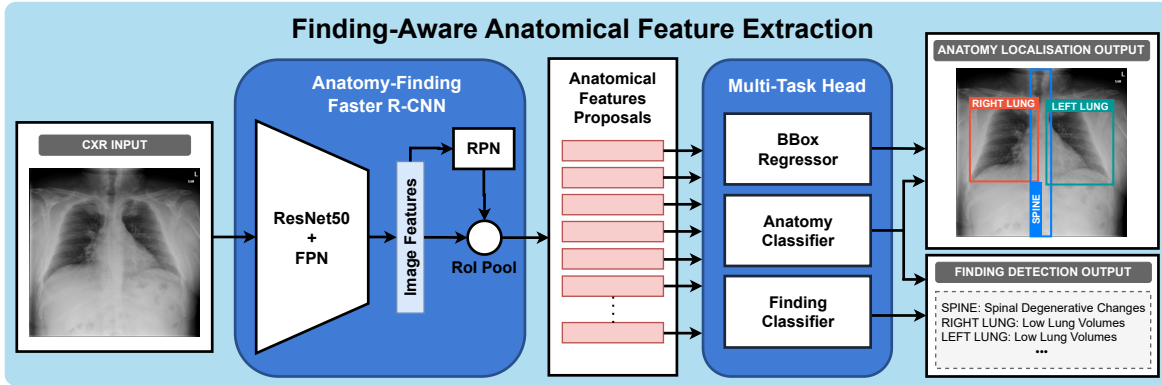 Finding-Aware Anatomical Feature Extraction
CXR INPUT
L
Anatomy-Finding
Faster R-CNN
ResNet50
+
FPN
Image Features
RPN
RoI Pool
Anatomical
Features
Proposals
Multi-Task Head
BBox
Regressor
Anatomy
Classifier
Finding
Classifier
ANATOMY LOCALISATION OUTPUT
L
RIGHT LUNG
LEFT LUNG
SPINE
FINDING DETECTION OUTPUT
SPINE: Spinal Degenerative Changes
RIGHT LUNG: Low Lung Volumes
LEFT LUNG: Low Lung Volumes
•••